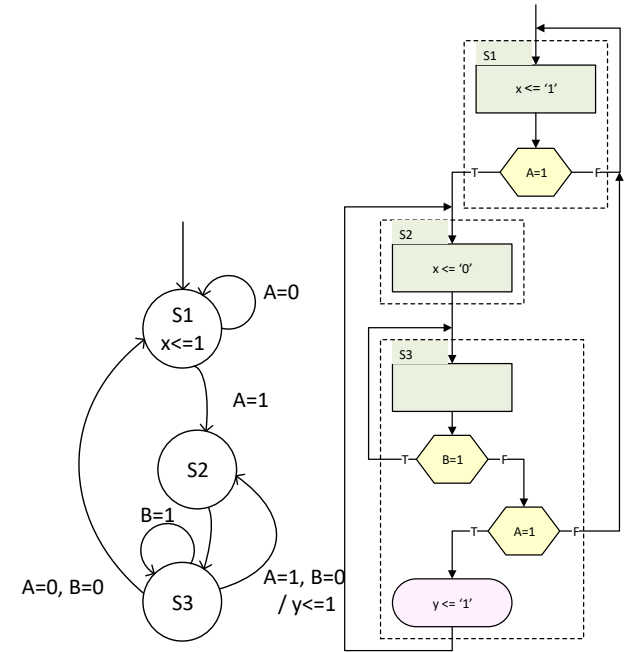 S1
x<=1
A=0
A=1
S2
B=1
A=0, B=0
S3
A=1, B=0
/ y<=1
S1
x <= ‘1’
T
A=1
F
S2
x <= ‘0’
S3
T
B=1
F
T
A=1
F
y <= ‘1’